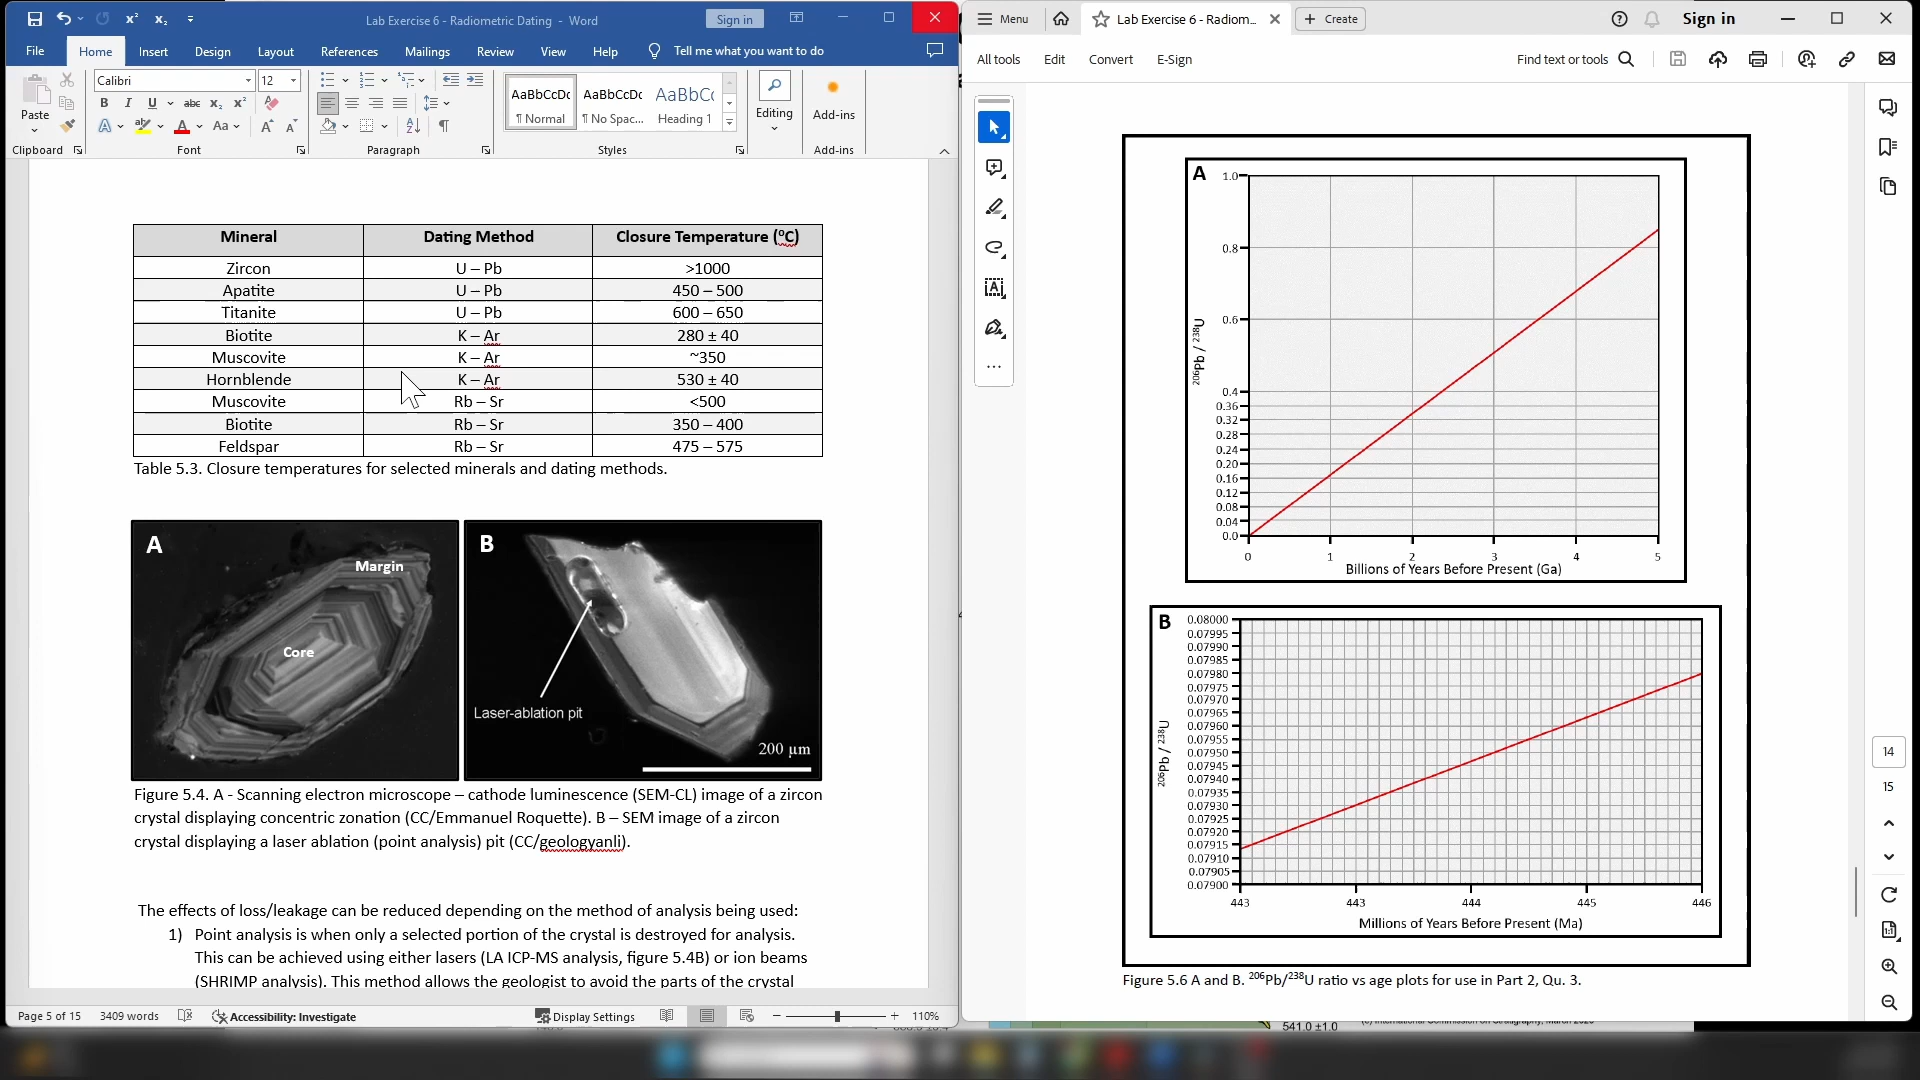 Lab Exercise 6 - Radiometric Dating - Word
Sign in
File Home Insert Design Layout References Mailings Review View Help Tell me what you want to do
Paste
Clipboard
Calibri 12
B I U abc x₂ x²
A ab A Aa A A
Font
Paragraph
AaBbCcDc AaBbCcDc AaBbCc
¶ Normal ¶ No Spac... Heading 1
Styles
Editing
Add-ins
Add-ins
Mineral Dating Method Closure Temperature (°C)
Zircon U – Pb >1000
Apatite U – Pb 450 – 500
Titanite U – Pb 600 – 650
Biotite K – Ar 280 ± 40
Muscovite K – Ar ~350
Hornblende K – Ar 530 ± 40
Muscovite Rb – Sr <500
Biotite Rb – Sr 350 – 400
Feldspar Rb – Sr 475 – 575
Table 5.3. Closure temperatures for selected minerals and dating methods.
A
Margin
Core
B
Laser-ablation pit
200 µm
Figure 5.4. A - Scanning electron microscope – cathode luminescence (SEM-CL) image of a zircon
crystal displaying concentric zonation (CC/Emmanuel Roquette). B – SEM image of a zircon
crystal displaying a laser ablation (point analysis) pit (CC/geologyanli).
The effects of loss/leakage can be reduced depending on the method of analysis being used:
1) Point analysis is when only a selected portion of the crystal is destroyed for analysis.
This can be achieved using either lasers (LA ICP-MS analysis, figure 5.4B) or ion beams
(SHRIMP analysis). This method allows the geologist to avoid the parts of the crystal
Page 5 of 15 3409 words Accessibility: Investigate Display Settings 110%
Menu Lab Exercise 6 - Radiom... Create Sign in
All tools Edit Convert E-Sign Find text or tools
A
1.0
0.8
0.6
0.4
0.36
0.32
0.28
0.24
0.20
0.16
0.12
0.08
0.04
0.0
²⁰⁶Pb / ²³⁸U
0 1 2 3 4 5
Billions of Years Before Present (Ga)
B
0.08000
0.07995
0.07990
0.07985
0.07980
0.07975
0.07970
0.07965
0.07960
0.07955
0.07950
0.07945
0.07940
0.07935
0.07930
0.07925
0.07920
0.07915
0.07910
0.07905
0.07900
²⁰⁶Pb / ²³⁸U
443 443 444 445 446
Millions of Years Before Present (Ma)
Figure 5.6 A and B. ²⁰⁶Pb/²³⁸U ratio vs age plots for use in Part 2, Qu. 3.
14
15
541.0 ±1.0